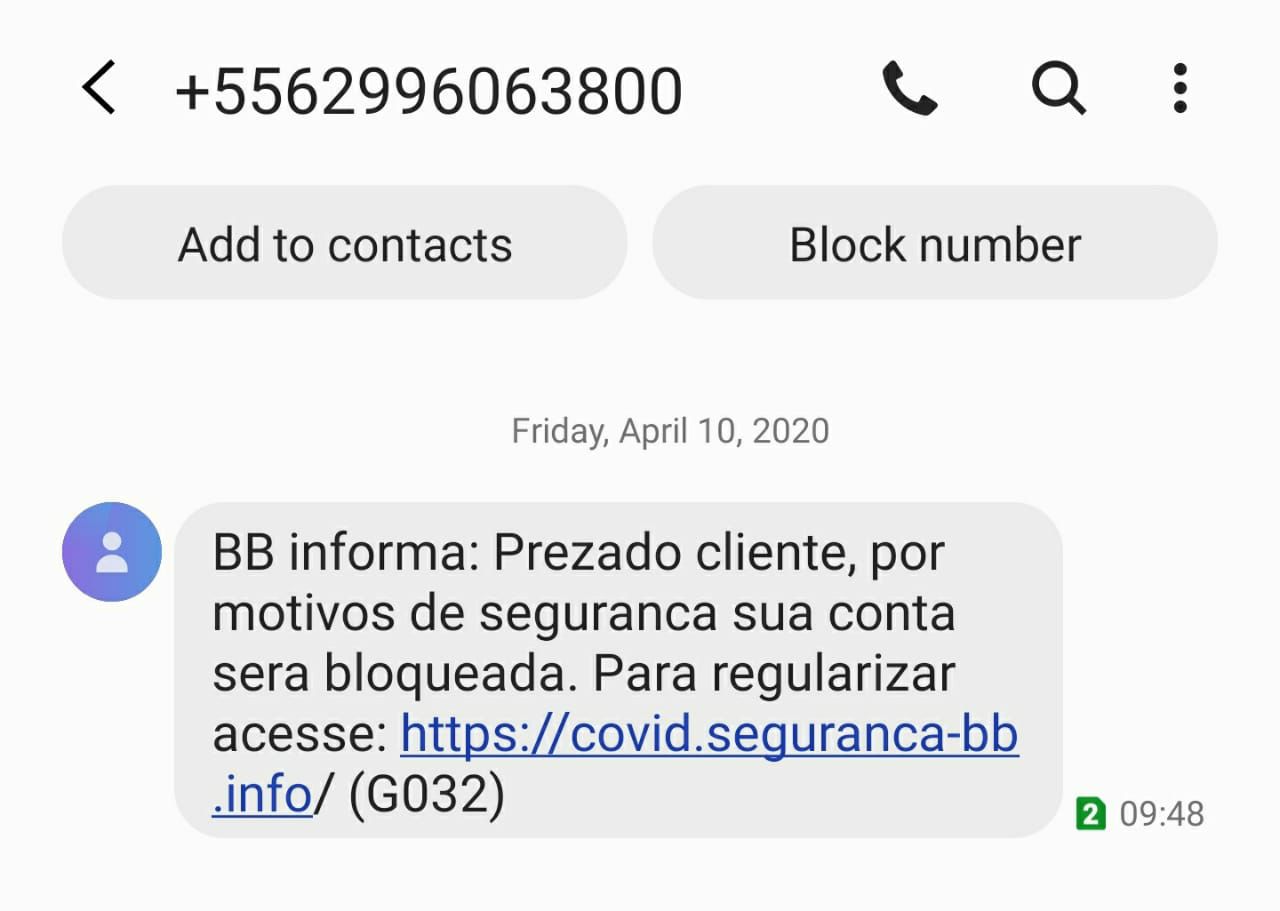 +5562996063800
Add to contacts
Block number
Friday, April 10, 2020
BB informa: Prezado cliente, por
motivos de seguranca sua conta
sera bloqueada. Para regularizar
acesse: https://covid.seguranca-bb
.info/ (G032)
2 09:48